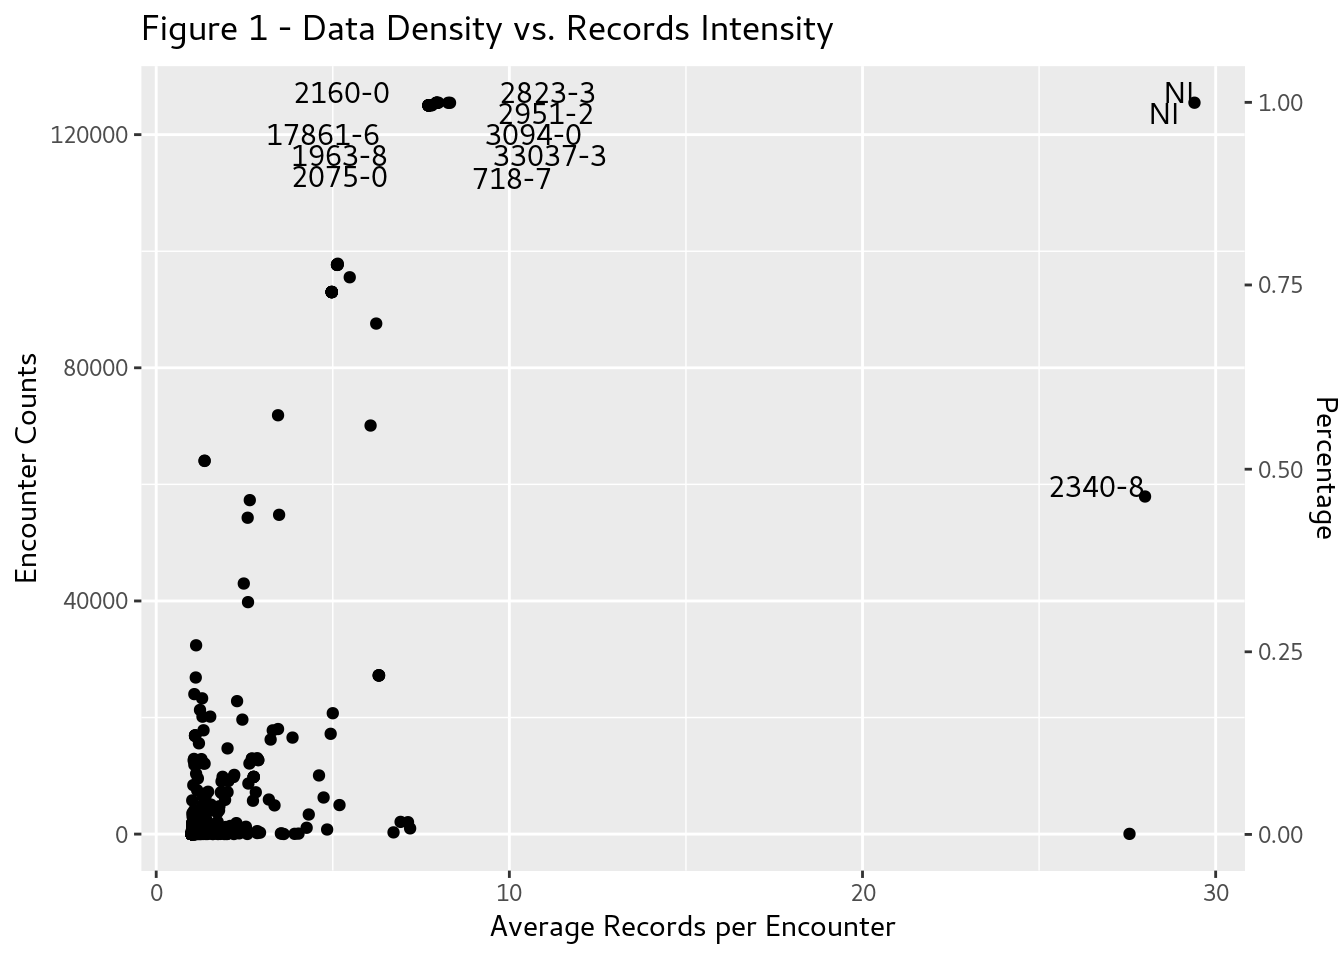 Figure 1 - Data Density vs. Records Intensity
2160-0
2823-3
2951-2
17861-6
3094-0
1963-8
33037-3
2075-0
718-7
NI
NI
2340-8
Encounter Counts
120000
80000
40000
0
1.00
0.75
0.50
0.25
0.00
Percentage
0 10 20 30
Average Records per Encounter